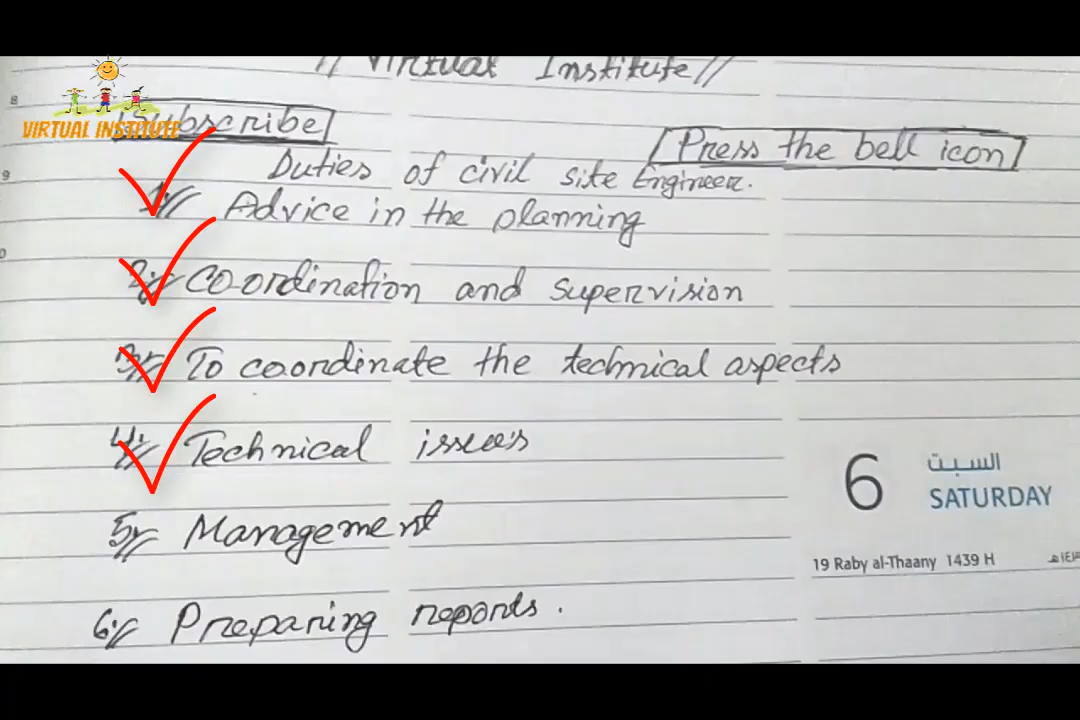 // Virtual Institute //
8
VIRTUAL INSTITUTE
Subscribe
Press the bell icon
9
Duties of civil site Engineer.
1// Advice in the planning
2// Co-ordination and supervision
3// To coordinate the technical aspects
4// Technical issues
5// Management
6// Preparing reports.
السبت
6 SATURDAY
19 Raby al-Thaany 1439 H